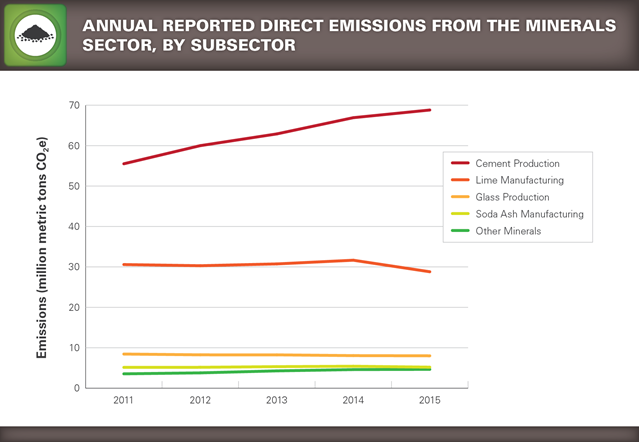 ANNUAL REPORTED DIRECT EMISSIONS FROM THE MINERALS
SECTOR, BY SUBSECTOR
Emissions (million metric tons CO₂e)
70
60
50
40
30
20
10
0
2011 2012 2013 2014 2015
Cement Production
Lime Manufacturing
Glass Production
Soda Ash Manufacturing
Other Minerals